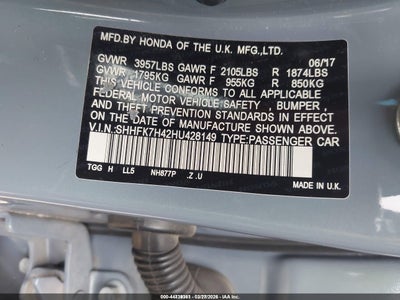 MFD.BY HONDA OF THE U.K. MFG.,LTD.
06/17
GVWR 3957LBS GAWR F 2105LBS R 1874LBS
GVWR 1795KG GAWR F 955KG R 850KG
THIS VEHICLE CONFORMS TO ALL APPLICABLE
FEDERAL MOTOR VEHICLE SAFETY , BUMPER ,
AND THEFT PREVENTION STANDARDS IN EFFECT
ON THE DATE OF MANUFACTURE SHOWN ABOVE.
V.I.N.:SHHFK7H42HU428149 TYPE:PASSENGER CAR
TGG H LL5 NH877P .Z.U
MADE IN U.K.